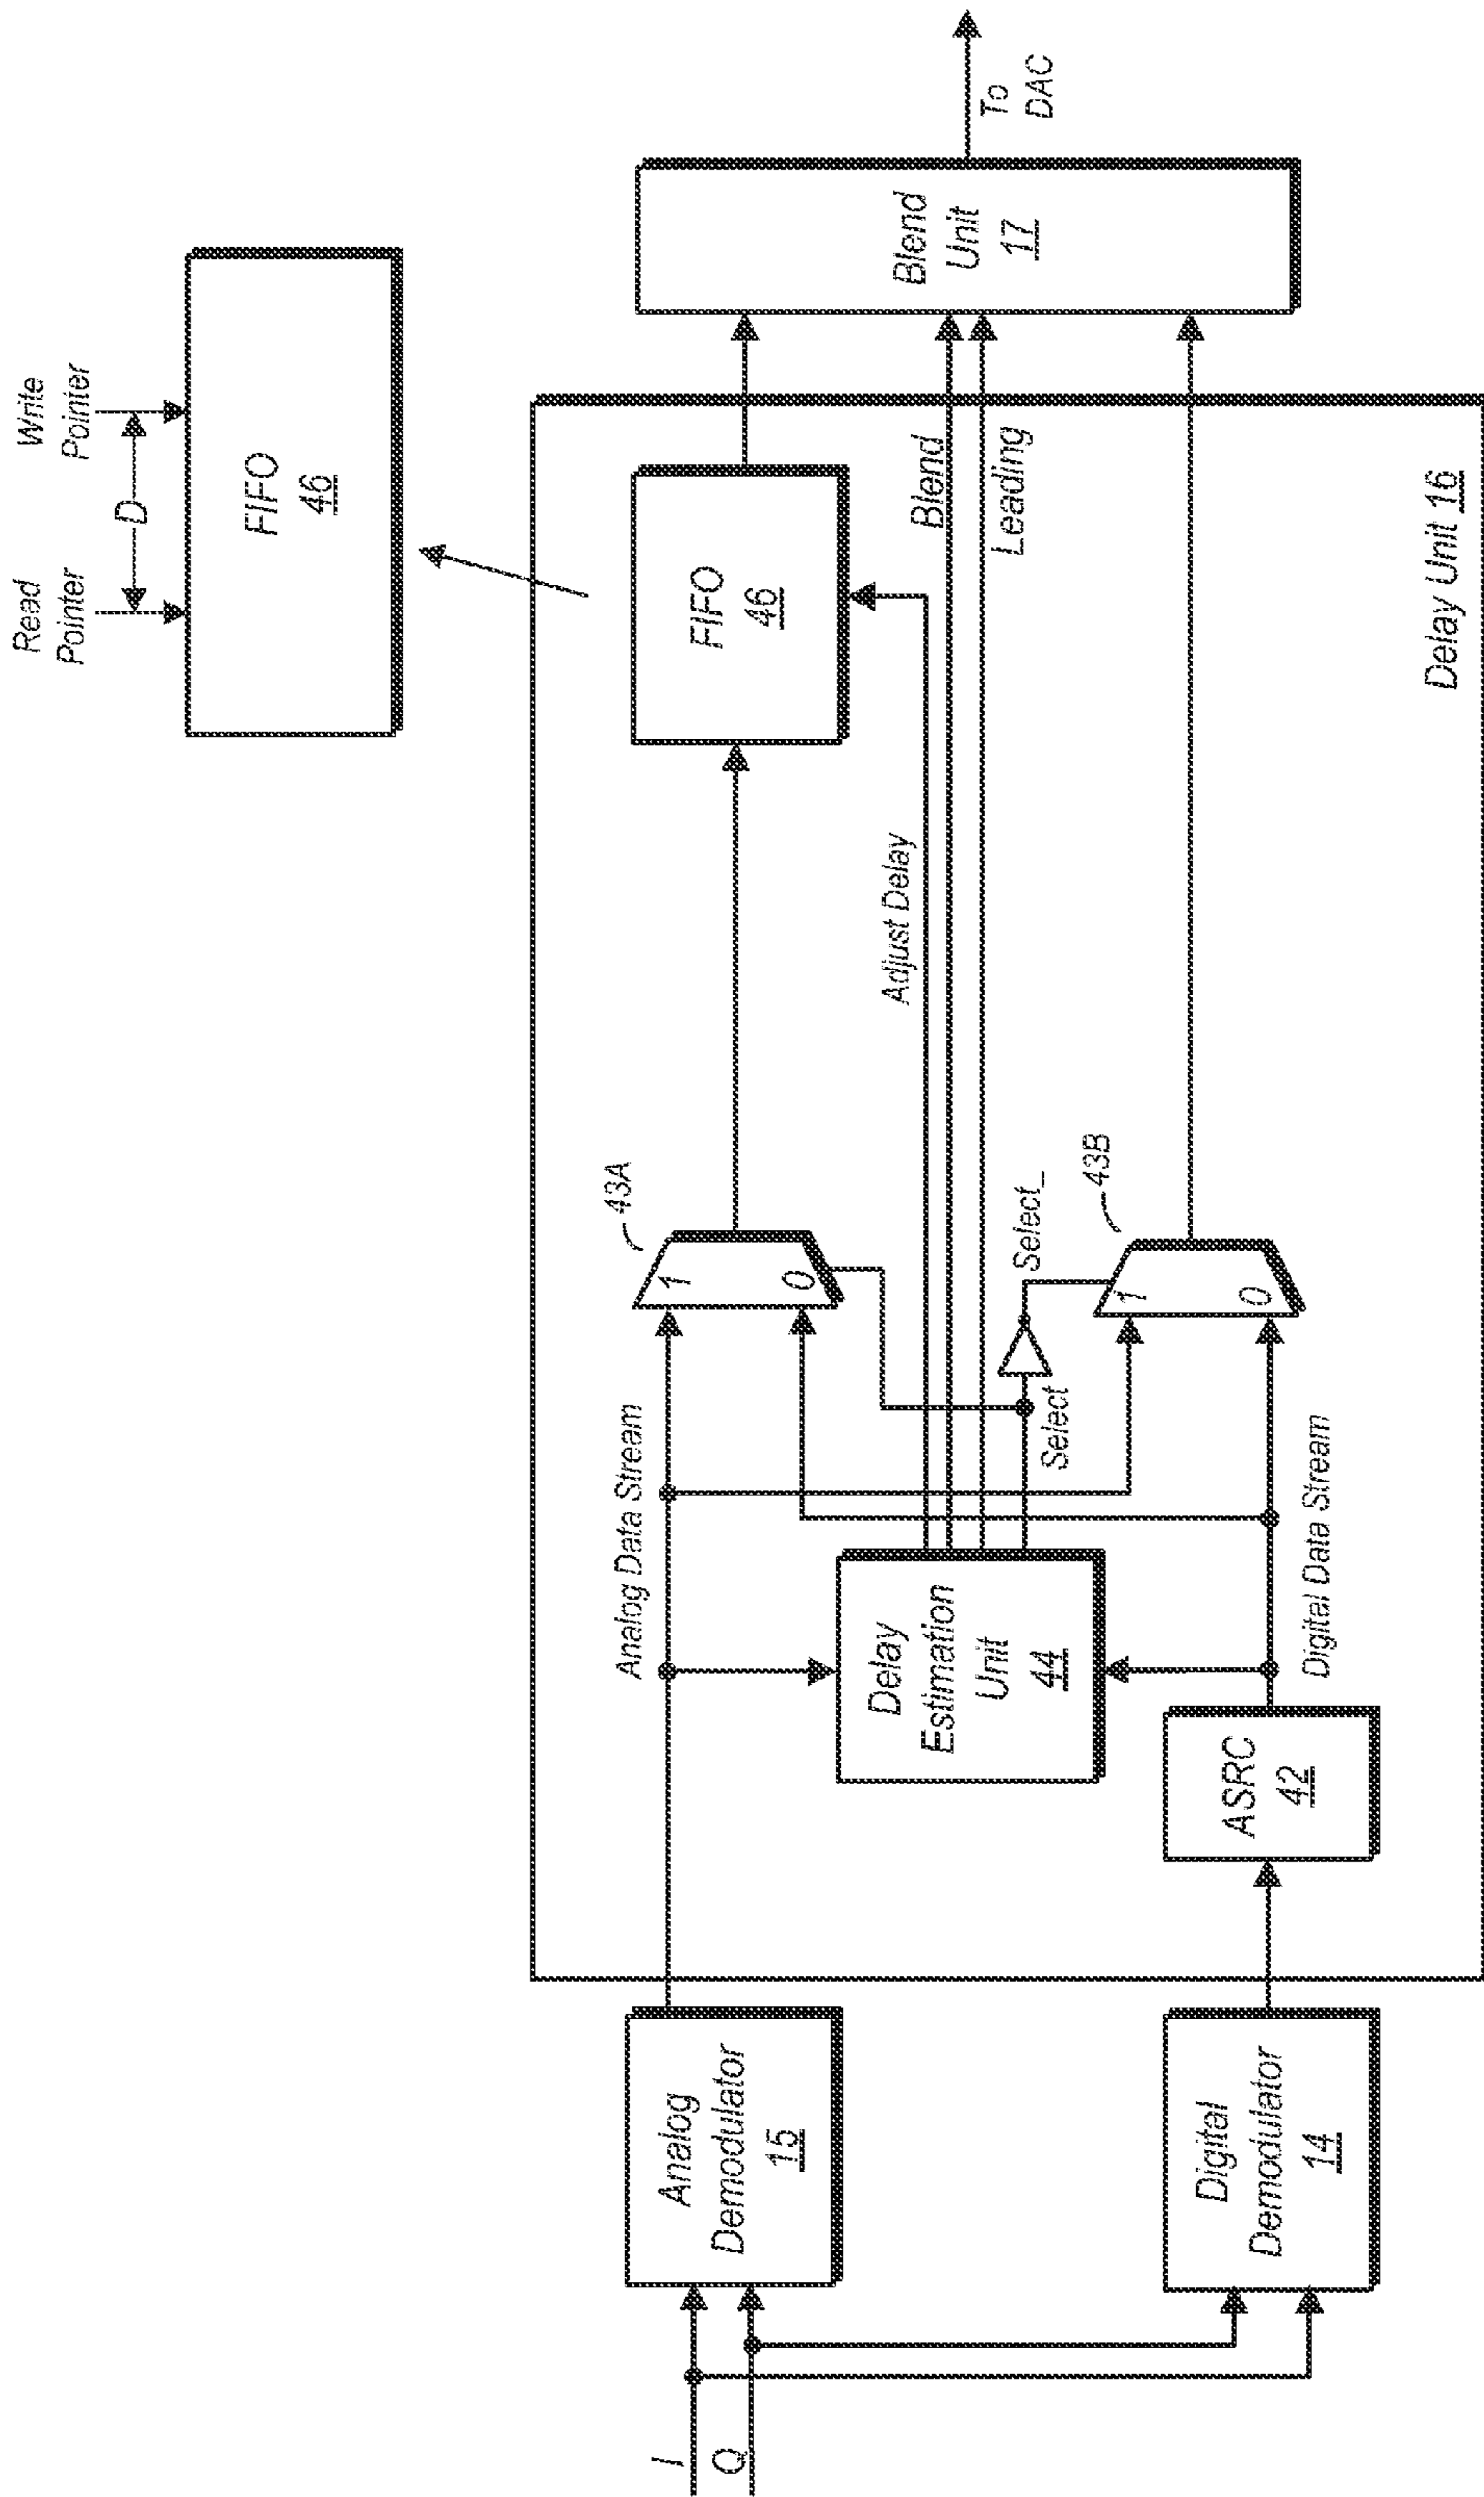 Read
Pointer
Write
Pointer
D
FIFO
46
I
Q
Analog
Demodulator
15
Digital
Demodulator
14
Analog Data Stream
Delay
Estimation
Unit
44
ASRC
42
Digital Data Stream
Select
Select_
43A
1
0
43B
1
0
Adjust Delay
FIFO
46
Blend
Leading
Delay Unit 16
Blend
Unit
17
To
DAC